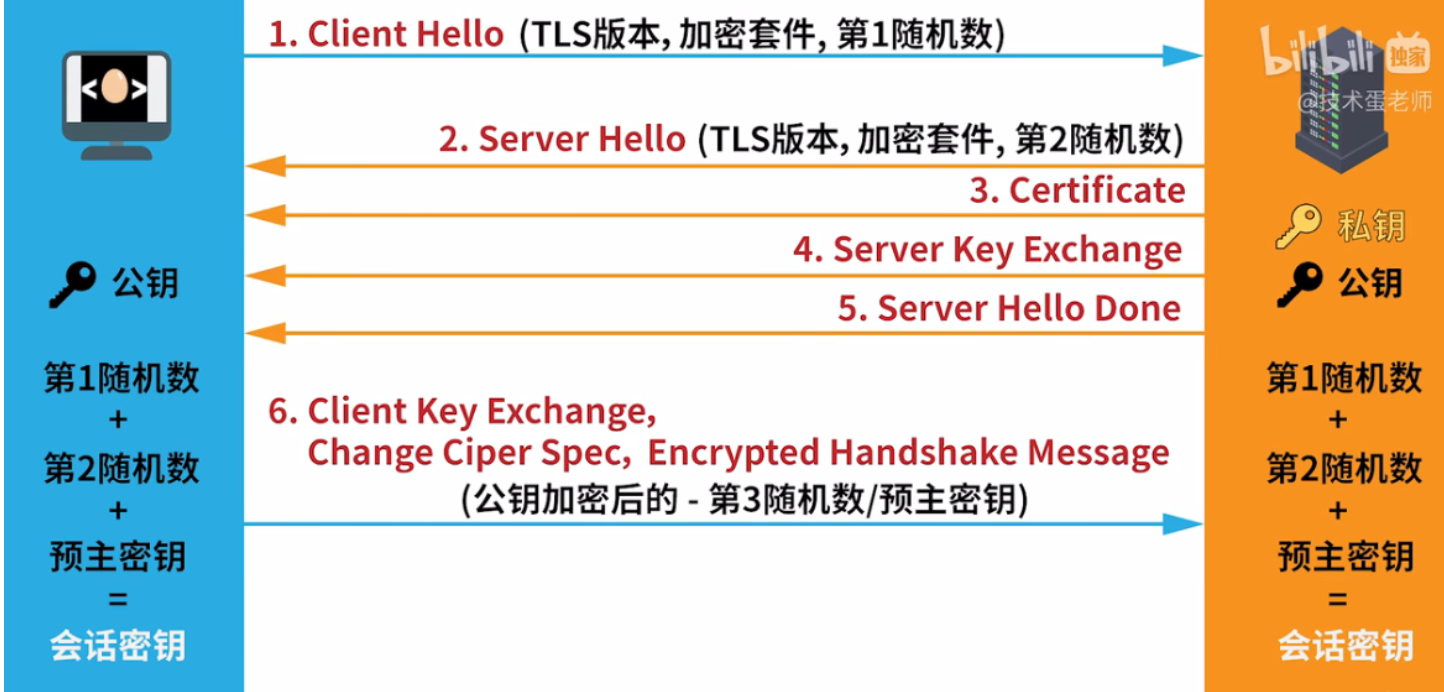 1. Client Hello (TLS版本, 加密套件, 第1随机数)
bilibili 独家
@技术蛋老师
< >
2. Server Hello (TLS版本, 加密套件, 第2随机数)
3. Certificate
私钥
4. Server Key Exchange
公钥
公钥
5. Server Hello Done
第1随机数
+
第2随机数
+
预主密钥
=
会话密钥
6. Client Key Exchange,
Change Ciper Spec, Encrypted Handshake Message
(公钥加密后的 - 第3随机数/预主密钥)
第1随机数
+
第2随机数
+
预主密钥
=
会话密钥